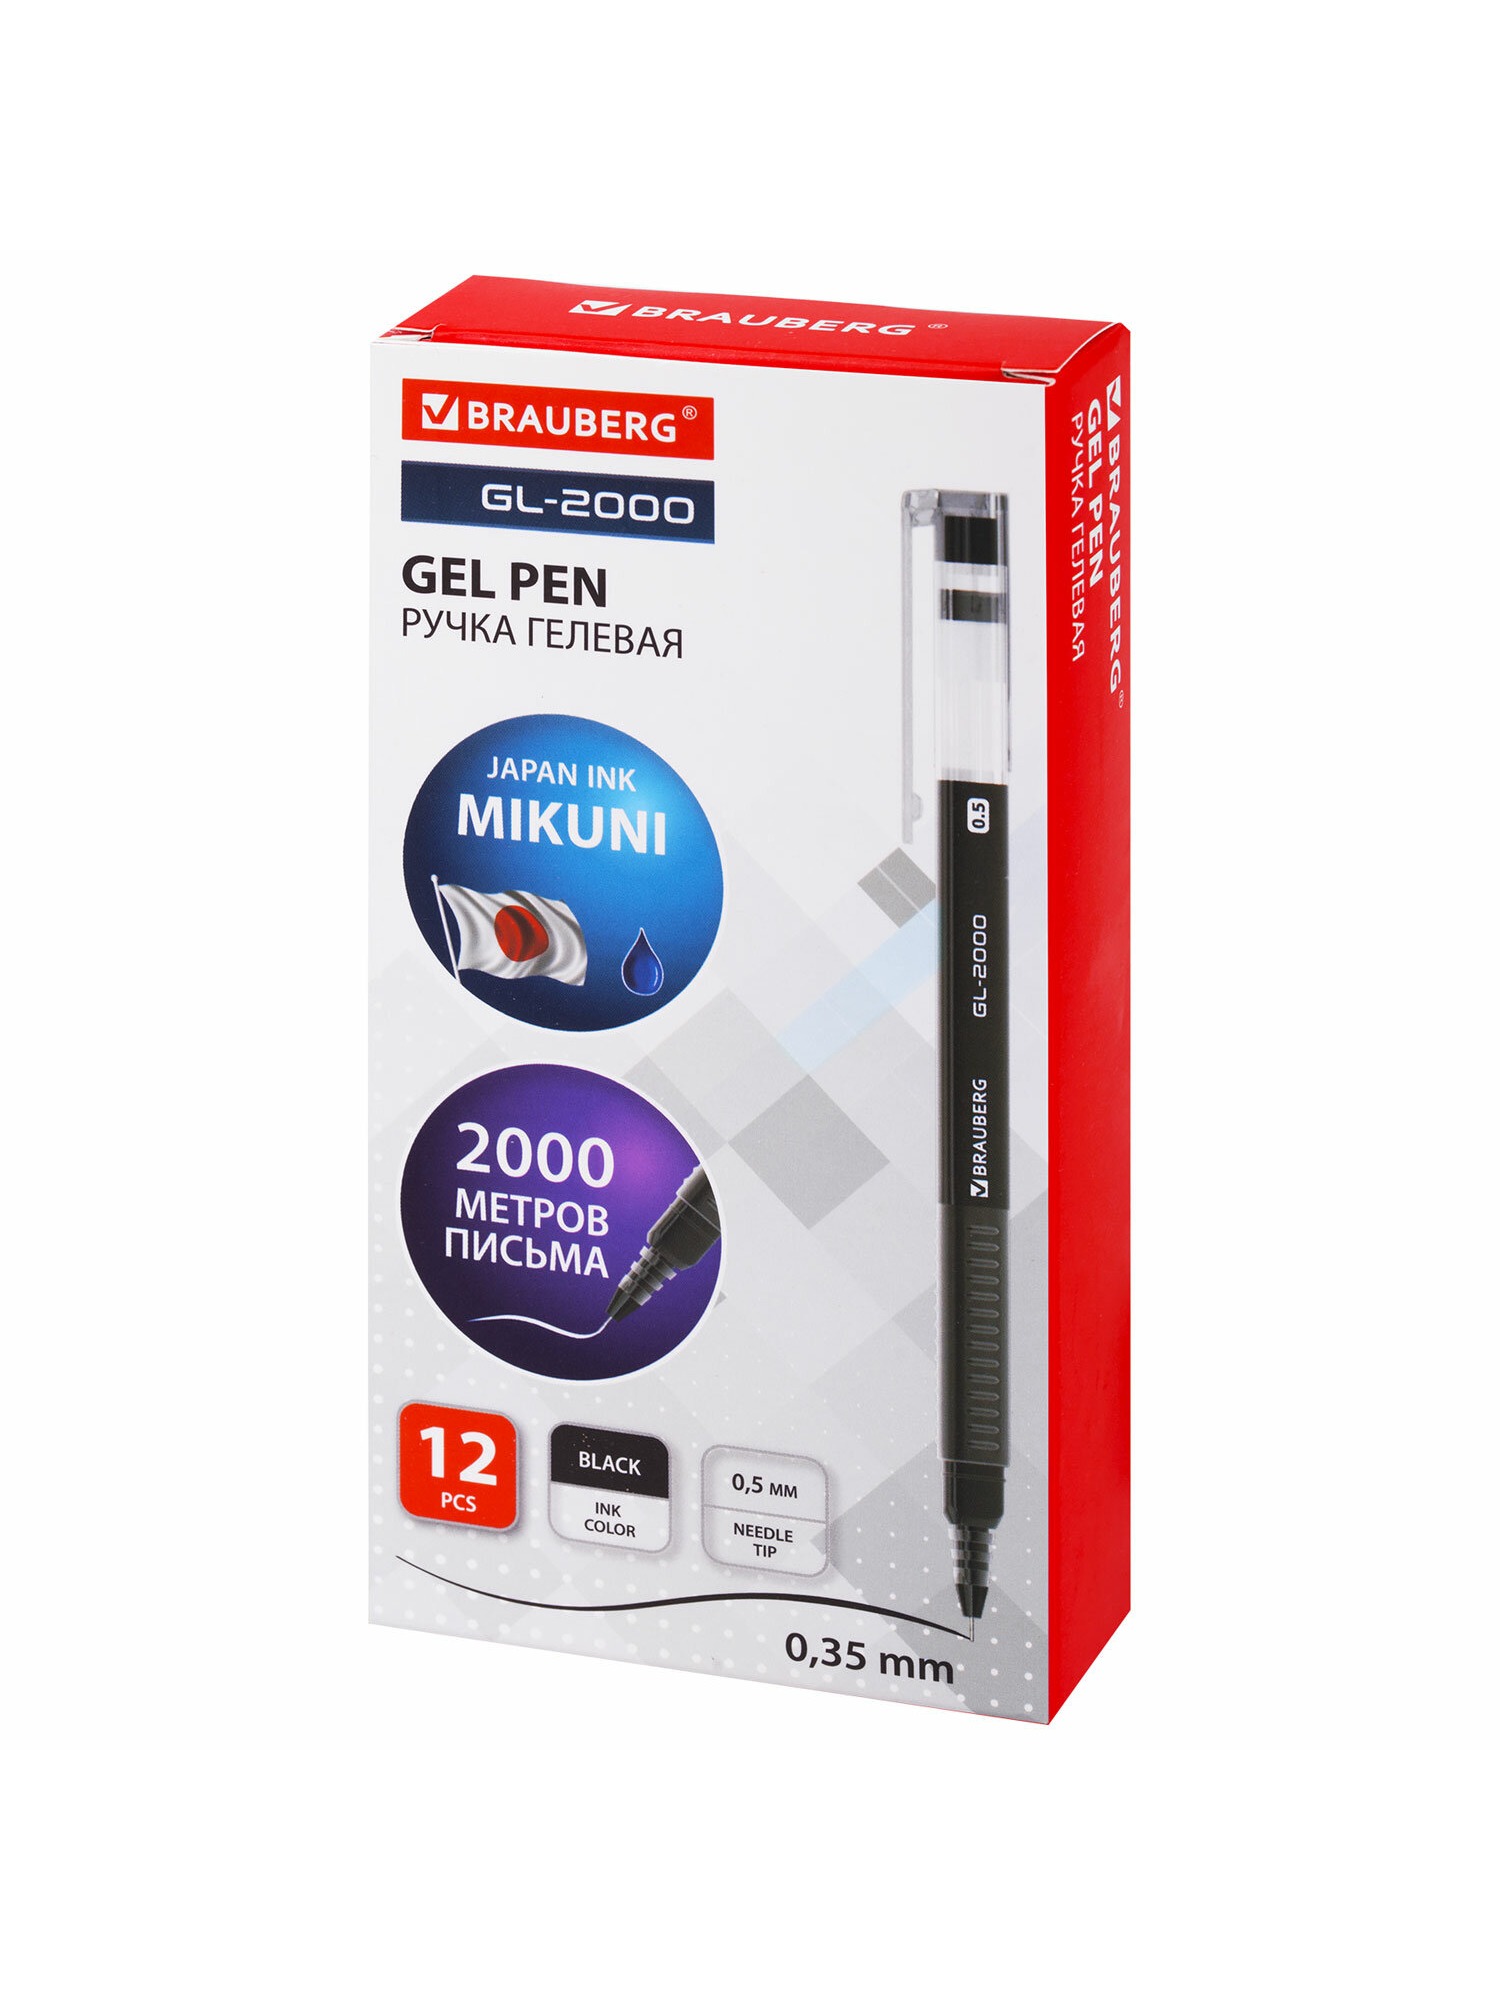 BRAUBERG ®
BRAUBERG®
GL-2000
GEL PEN
РУЧКА ГЕЛЕВАЯ
JAPAN INK
MIKUNI
2000
МЕТРОВ
ПИСЬМА
12
PCS
BLACK
INK
COLOR
0,5 мм
NEEDLE
TIP
0,35 mm
0.5
GL-2000
BRAUBERG
BRAUBERG®
GEL PEN
РУЧКА ГЕЛЕВАЯ